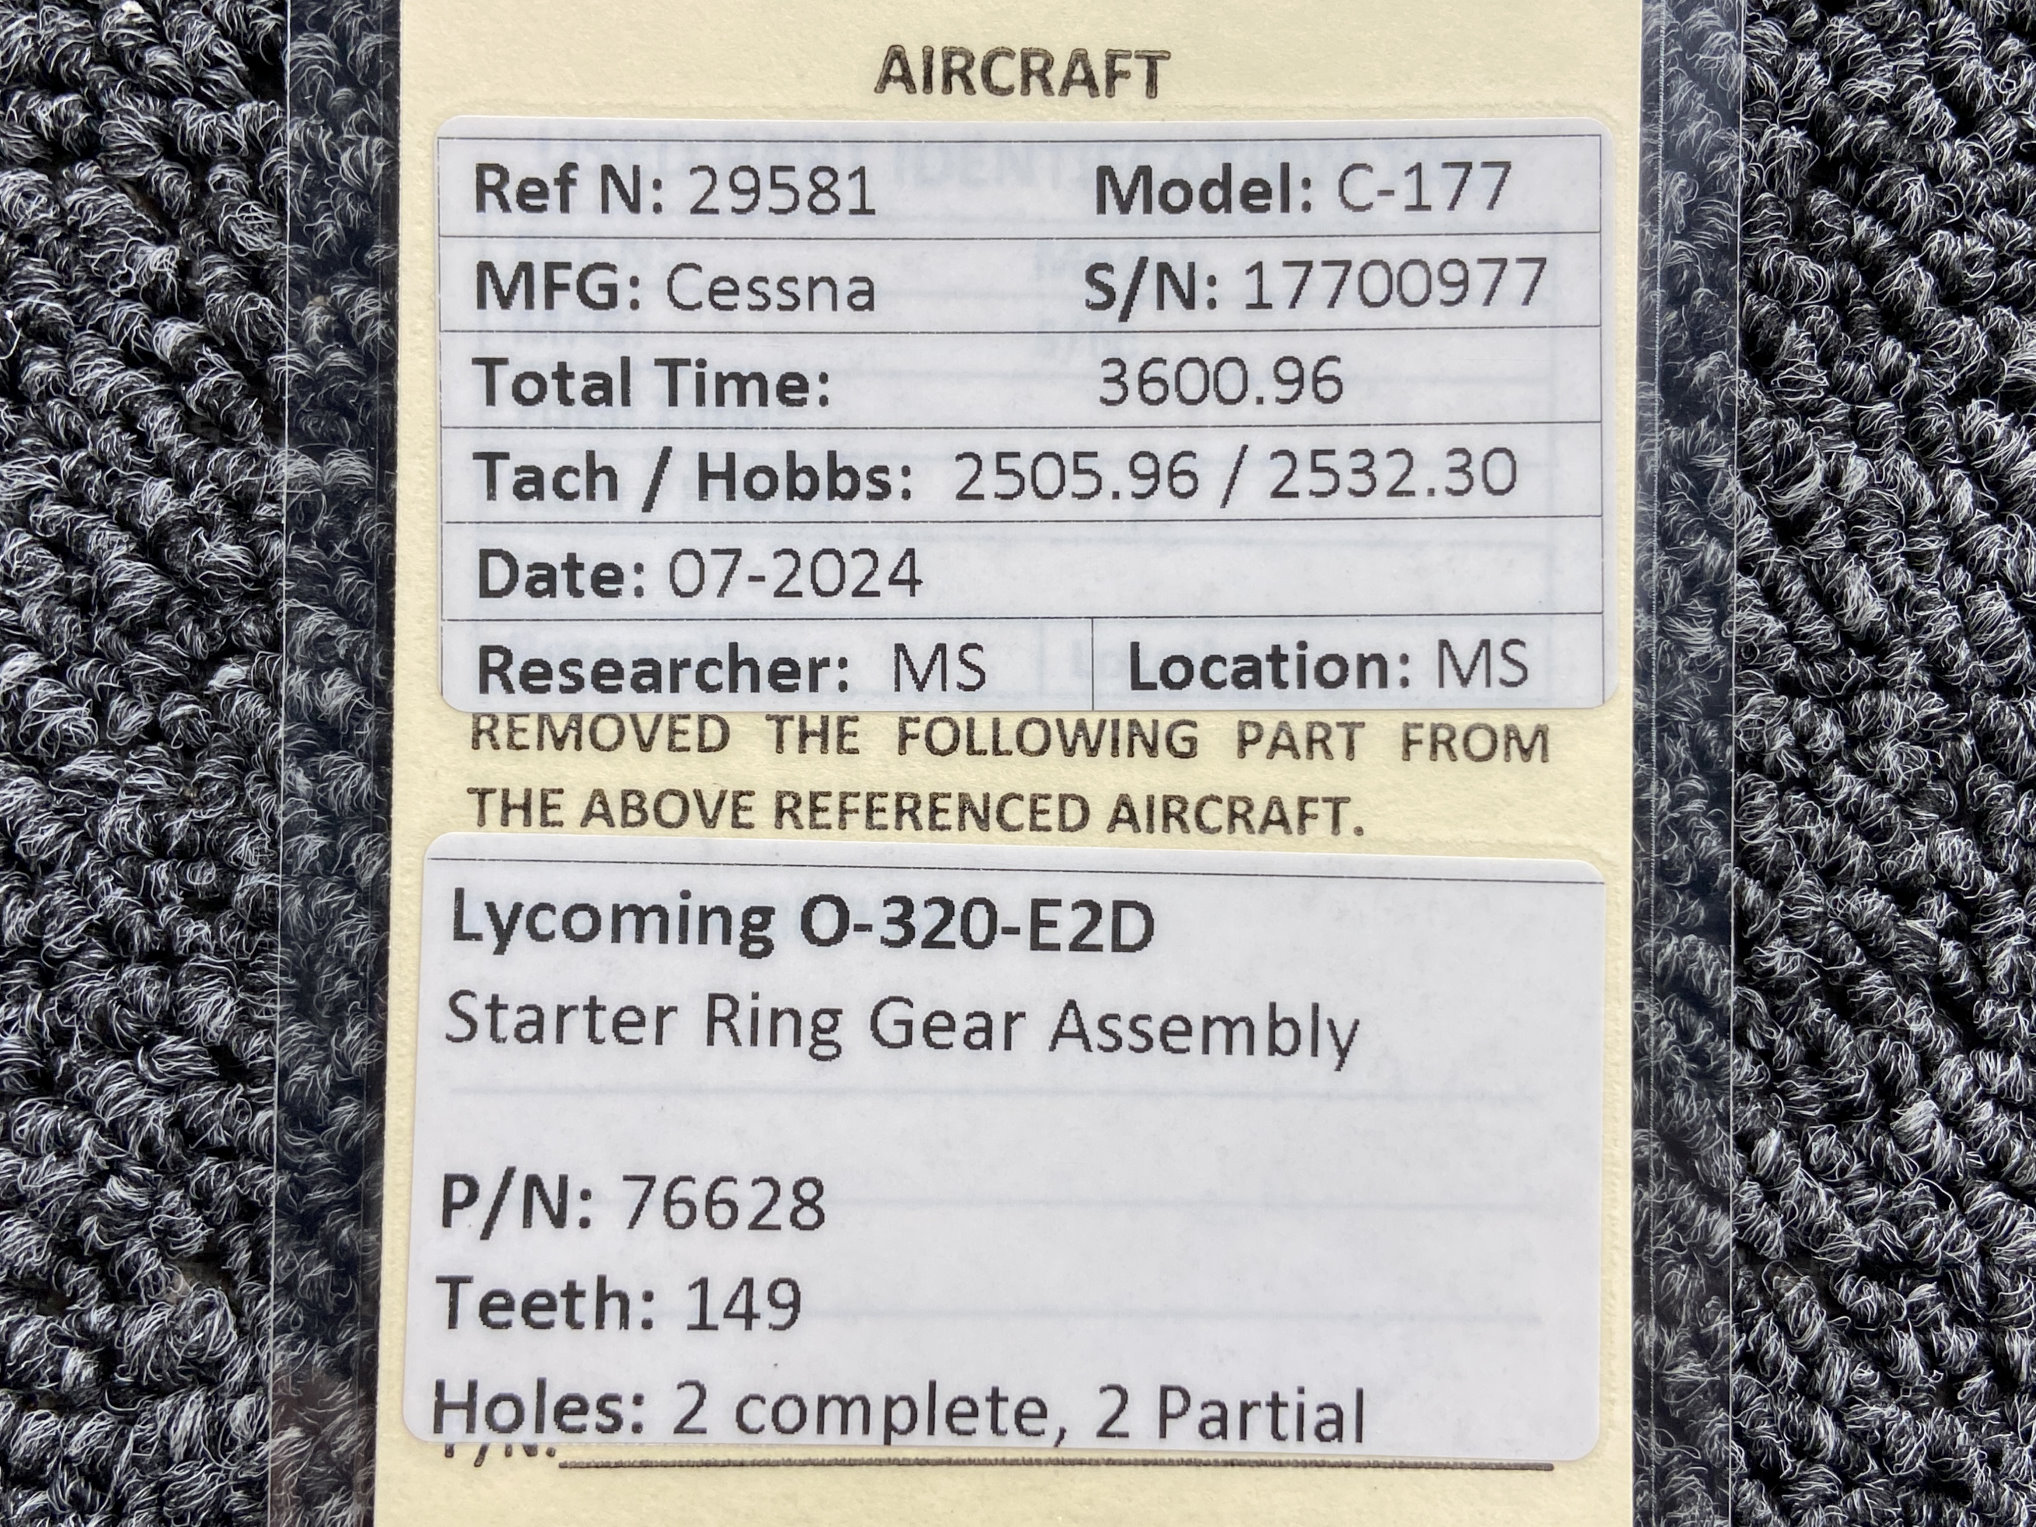 AIRCRAFT
Ref N: 29581 Model: C-177
MFG: Cessna S/N: 17700977
Total Time: 3600.96
Tach / Hobbs: 2505.96 / 2532.30
Date: 07-2024
Researcher: MS Location: MS
REMOVED THE FOLLOWING PART FROM
THE ABOVE REFERENCED AIRCRAFT.
Lycoming O-320-E2D
Starter Ring Gear Assembly
P/N: 76628
Teeth: 149
Holes: 2 complete, 2 Partial
P/N: